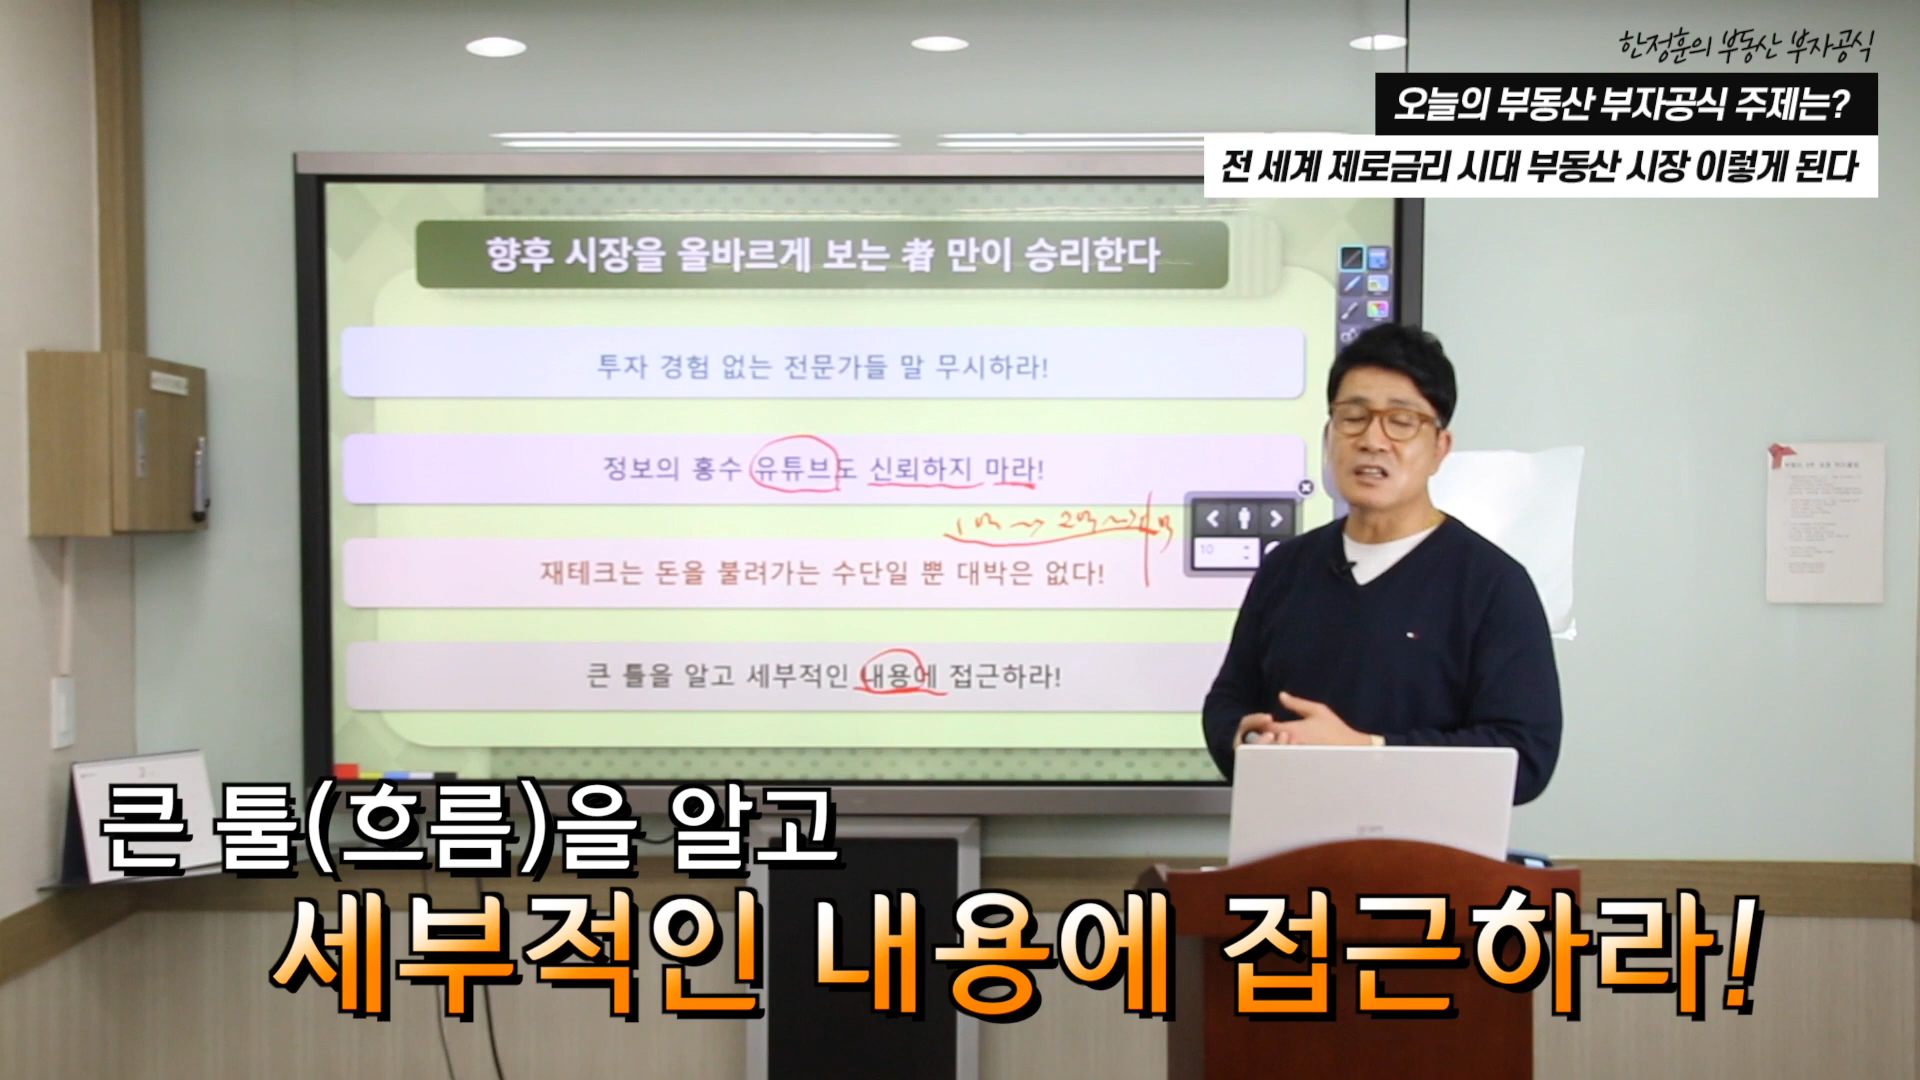 한정훈의 부동산 부자공식
오늘의 부동산 부자공식 주제는?
전 세계 제로금리 시대 부동산 시장 이렇게 된다
향후 시장을 올바르게 보는 者 만이 승리한다
투자 경험 없는 전문가들 말 무시하라!
정보의 홍수 유튜브도 신뢰하지 마라!
10
재테크는 돈을 불려가는 수단일 뿐 대박은 없다!
큰 틀을 알고 세부적인 내용에 접근하라!
큰 툴(흐름)을 알고
세부적인 내용에 접근하라!